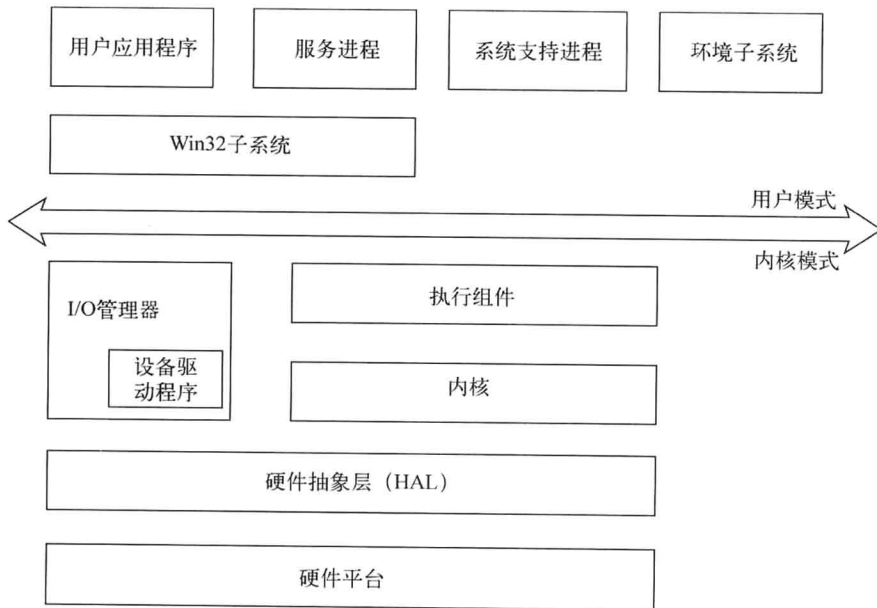 用户应用程序
服务进程
系统支持进程
环境子系统
Win32子系统
用户模式
内核模式
I/O管理器
执行组件
设备驱
动程序
内核
硬件抽象层（HAL）
硬件平台